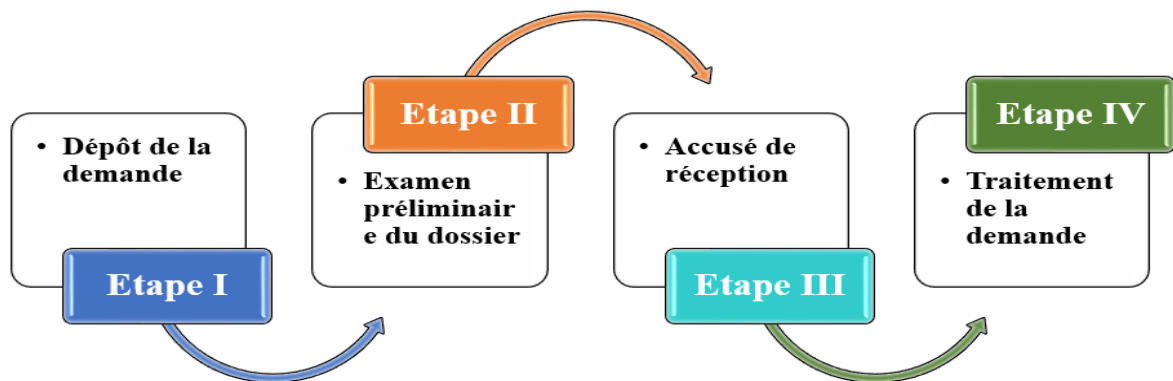 • Dépôt de la
demande
Etape I
Etape II
• Examen
préliminair
e du dossier
• Accusé de
réception
Etape III
Etape IV
• Traitement
de la
demande